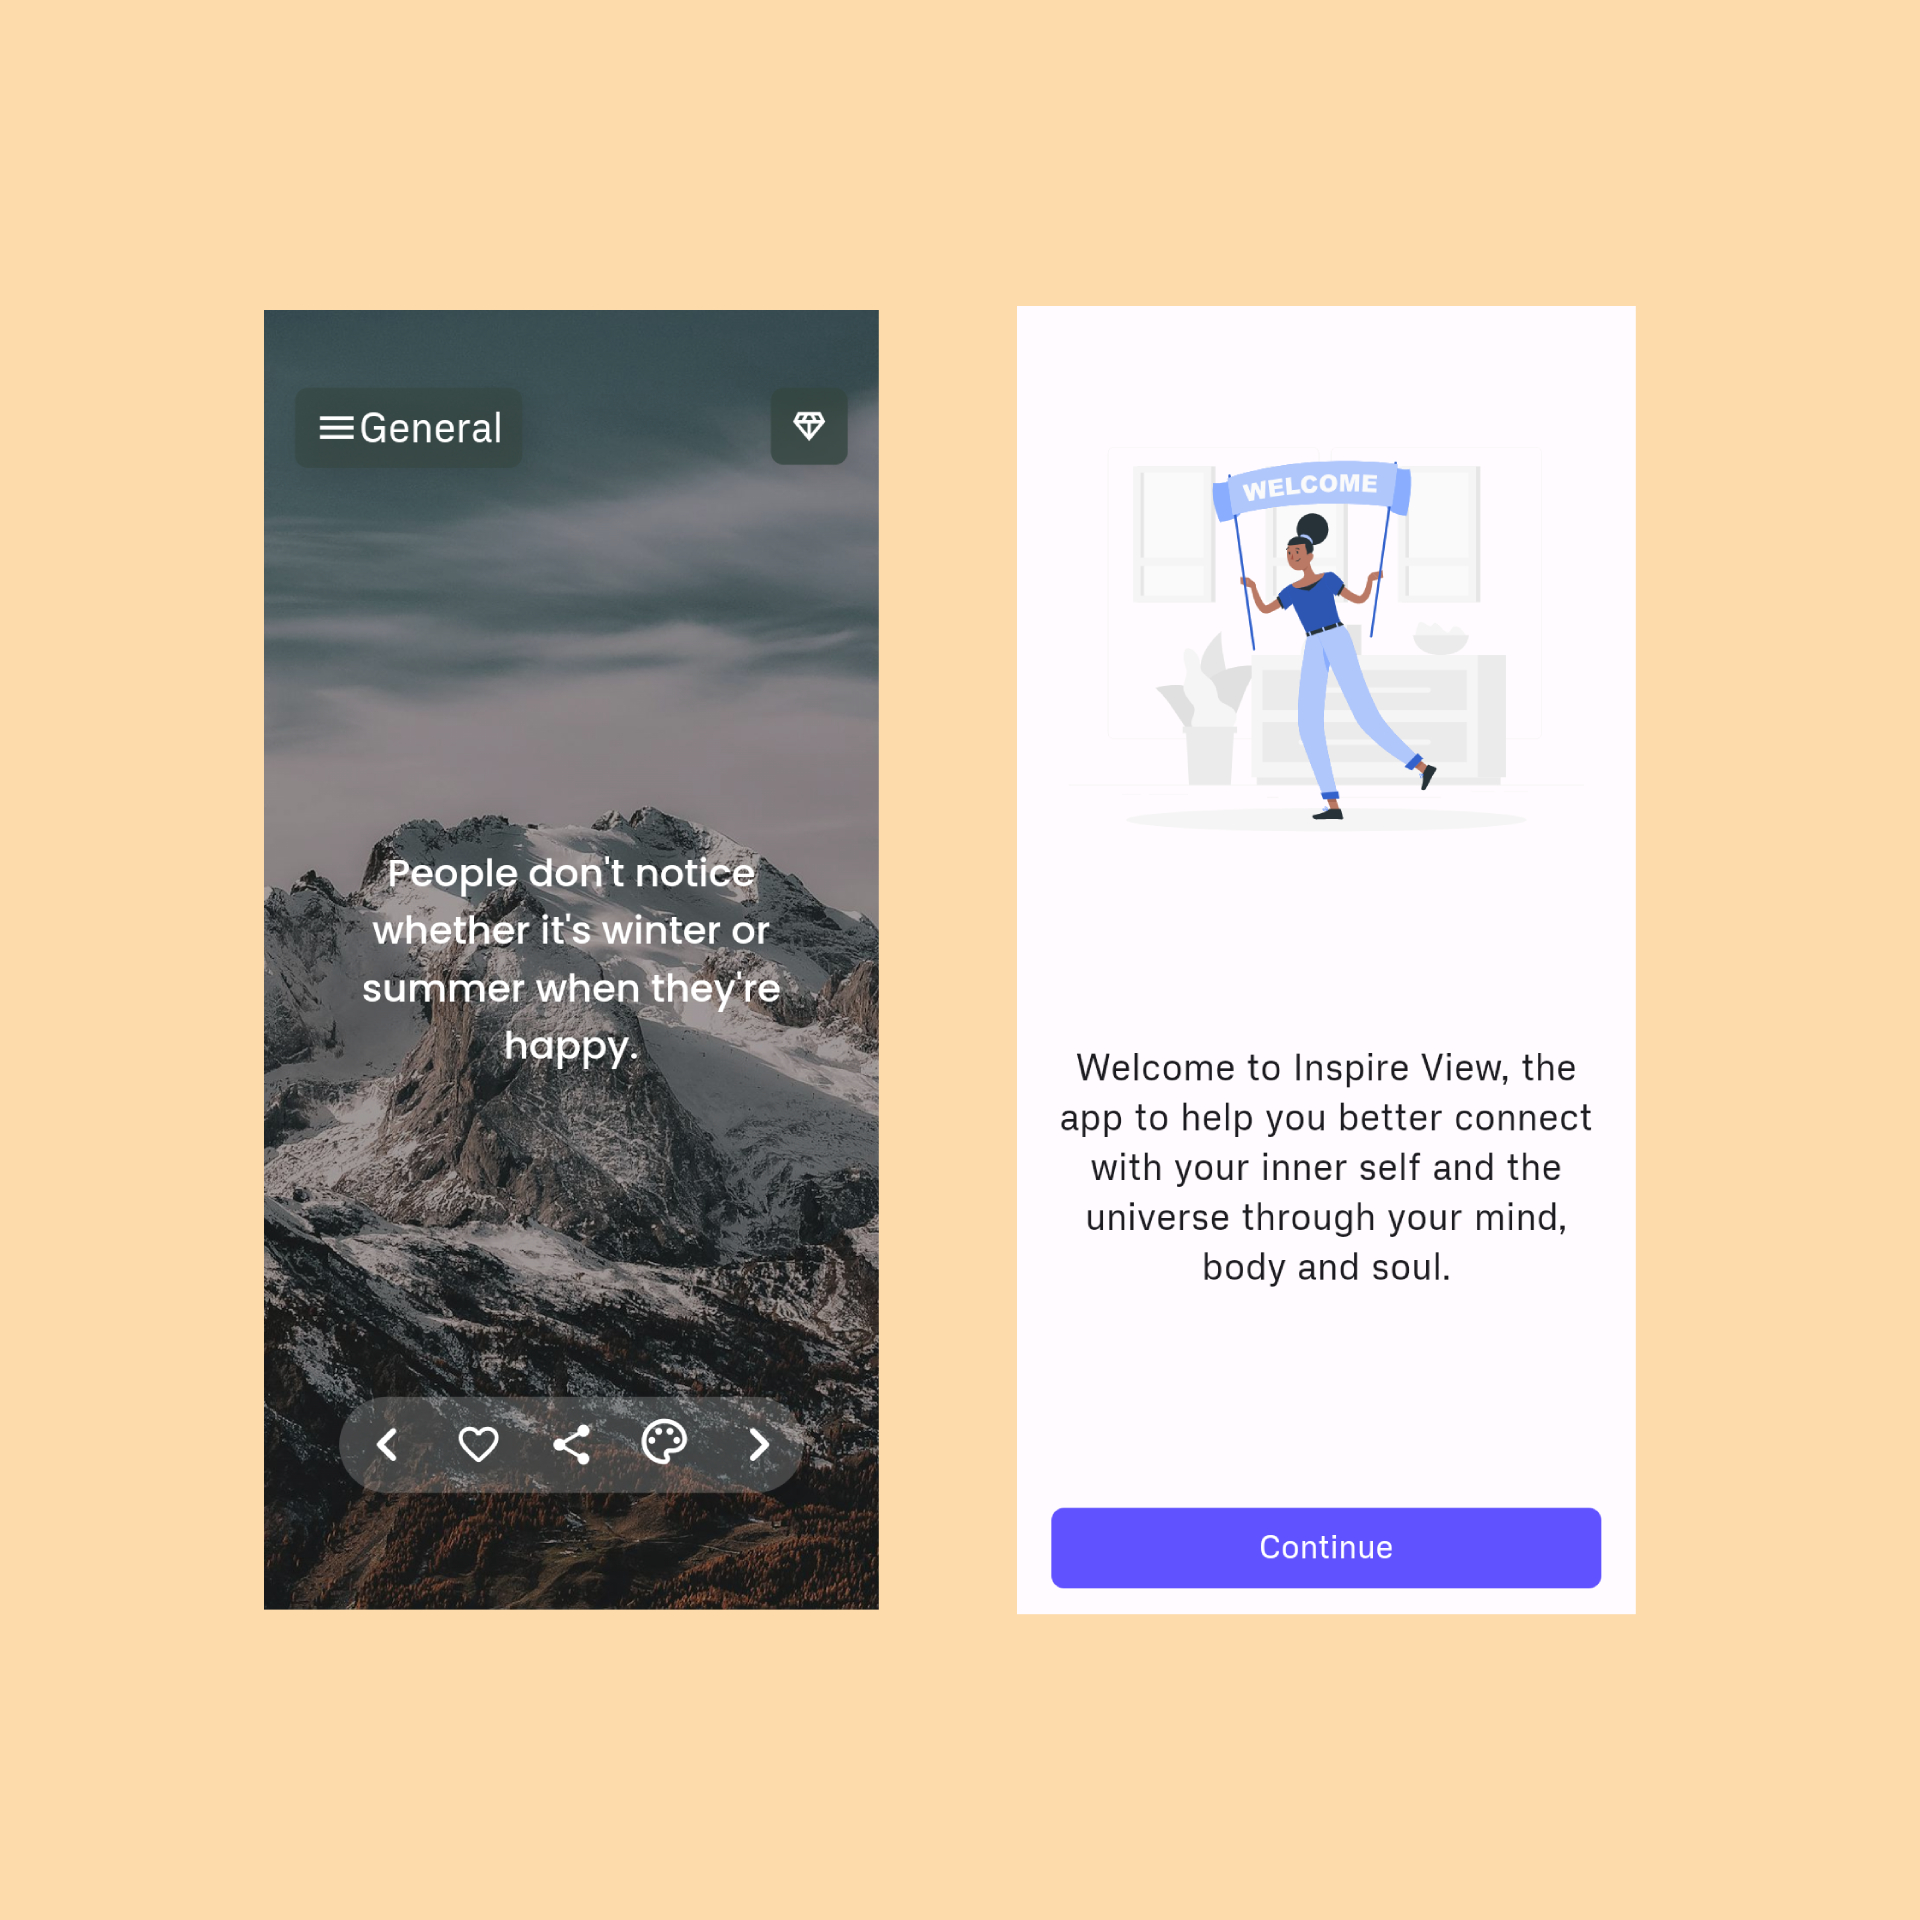 General
People don't notice
whether it's winter or
summer when they're
happy.
WELCOME
Welcome to Inspire View, the
app to help you better connect
with your inner self and the
universe through your mind,
body and soul.
Continue